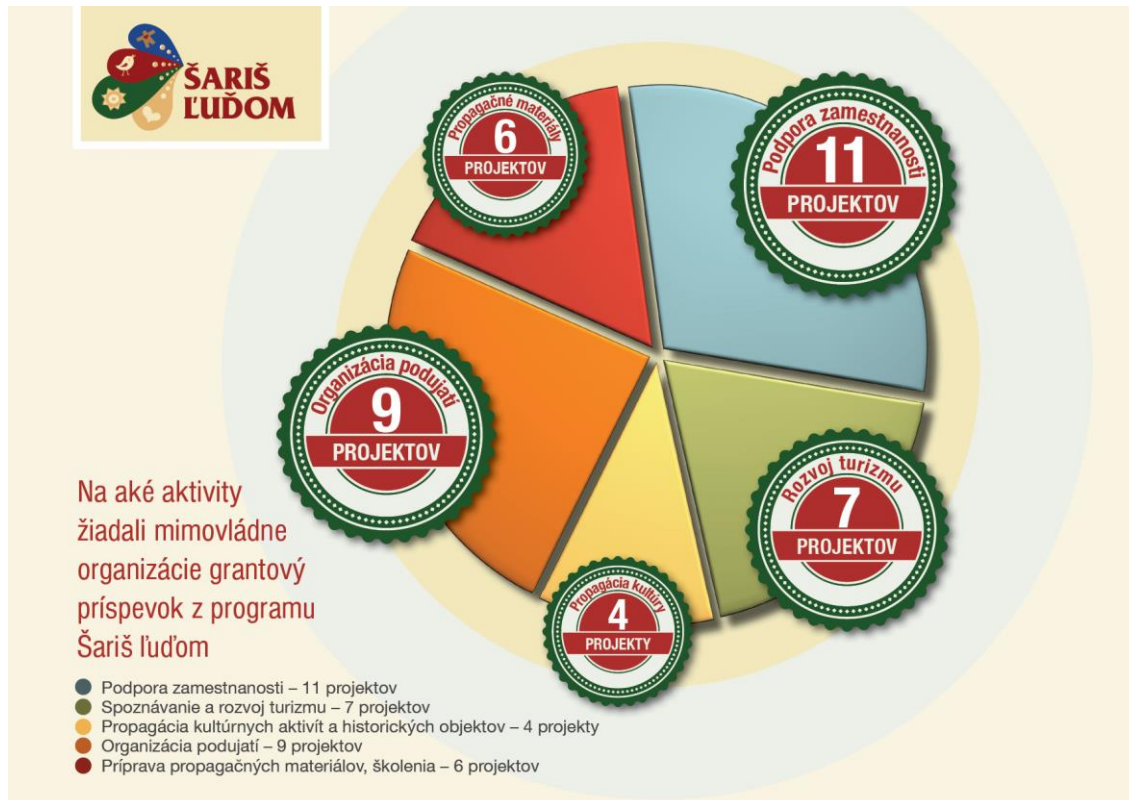 ŠARIŠ
ĽUĎOM
Propagačné materiály
6
PROJEKTOV
Podpora zamestnanosti
11
PROJEKTOV
Organizácia podujatí
9
PROJEKTOV
Rozvoj turizmu
7
PROJEKTOV
Propagácia kultúry
4
PROJEKTY
Na aké aktivity
žiadali mimovládne
organizácie grantový
príspevok z programu
Šariš ľuďom
Podpora zamestnanosti – 11 projektov
Spoznávanie a rozvoj turizmu – 7 projektov
Propagácia kultúrnych aktivít a historických objektov – 4 projekty
Organizácia podujatí – 9 projektov
Príprava propagačných materiálov, školenia – 6 projektov